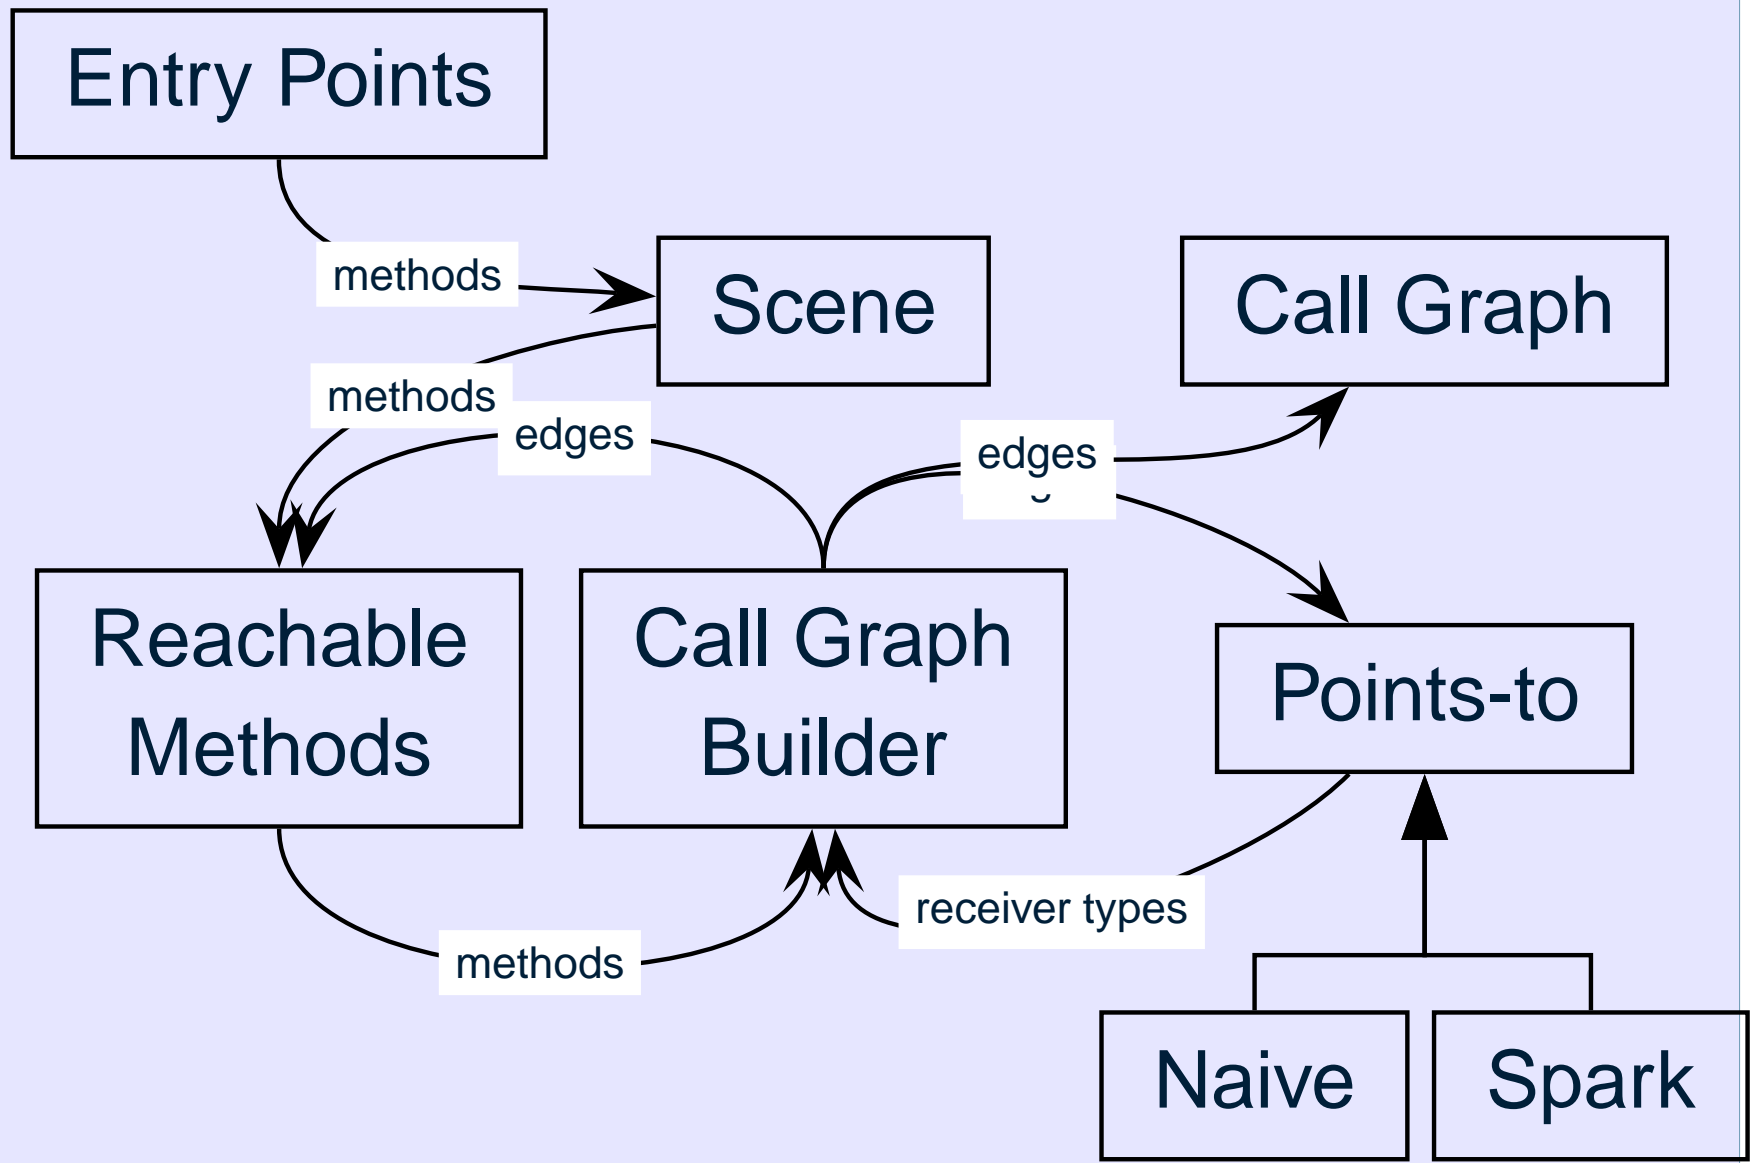 Entry Points
methods
Scene
Call Graph
methods
edges
edges
Reachable
Methods
Call Graph
Builder
Points-to
receiver types
methods
Naive
Spark